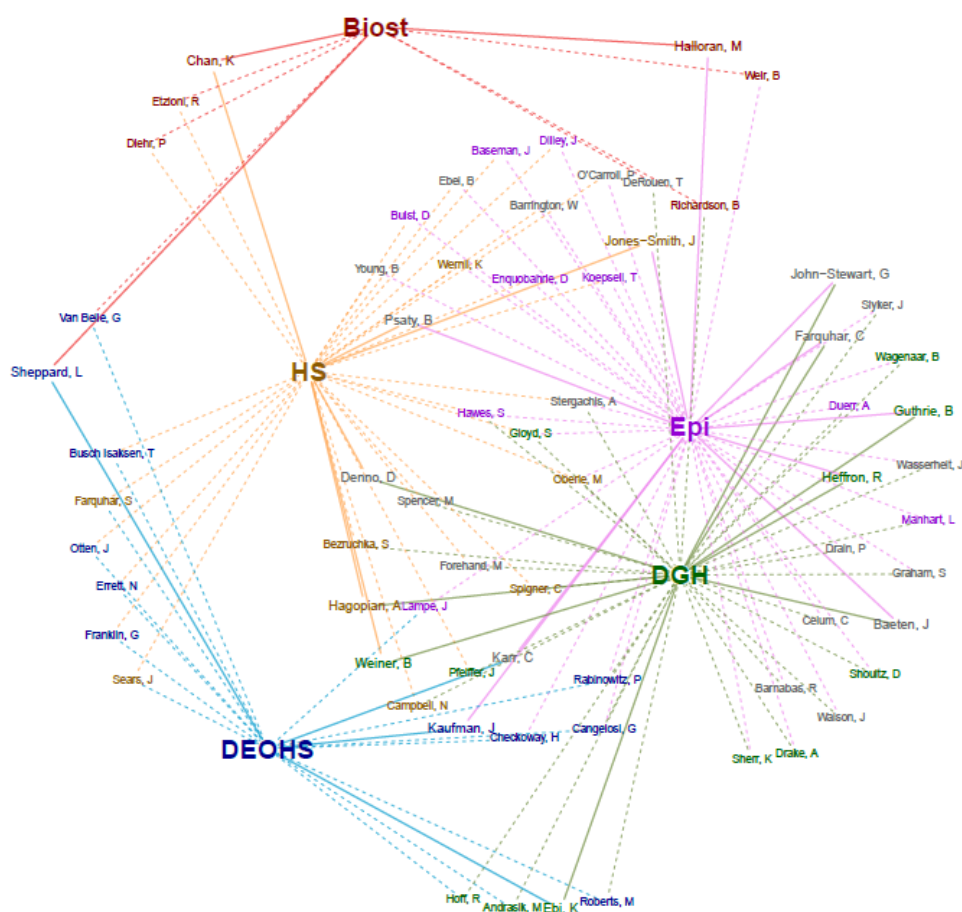 Biost
Halloran, M
Chan, K
Weir, B
Etzioni, R
Diehr, P
Dilley, J
Baseman, J
O'Carroll, P
DeRouen, T
Ebel, B
Barrington, W
Richardson, B
Buist, D
Jones-Smith, J
Wernli, K
Young, B
Enquobahrie, D
Koepsell, T
John-Stewart, G
Slyker, J
Van Belle, G
Psaty, B
Farquhar, C
Wagenaar, B
Sheppard, L
HS
Stergachis, A
Hawes, S
Duerr, A
Guthrie, B
Epi
Gloyd, S
Busch Isaksen, T
Wasserheit, J
Denno, D
Oberle, M
Heffron, R
Farquhar, S
Spencer, M
Manhart, L
Otten, J
Bezruchka, S
Drain, P
Forehand, M
DGH
Graham, S
Errett, N
Spigner, C
Hagopian, A
Lampe, J
Celum, C
Baeten, J
Franklin, G
Weiner, B
Karr, C
Pfeiffer, J
Rabinowitz, P
Shoultz, D
Sears, J
Barnabas, R
Campbell, N
Walson, J
Kaufman, J
Checkoway, H
Cangelosi, G
DEOHS
Sherr, K
Drake, A
Hoff, R
Andrasik, M
Ebi, K
Roberts, M